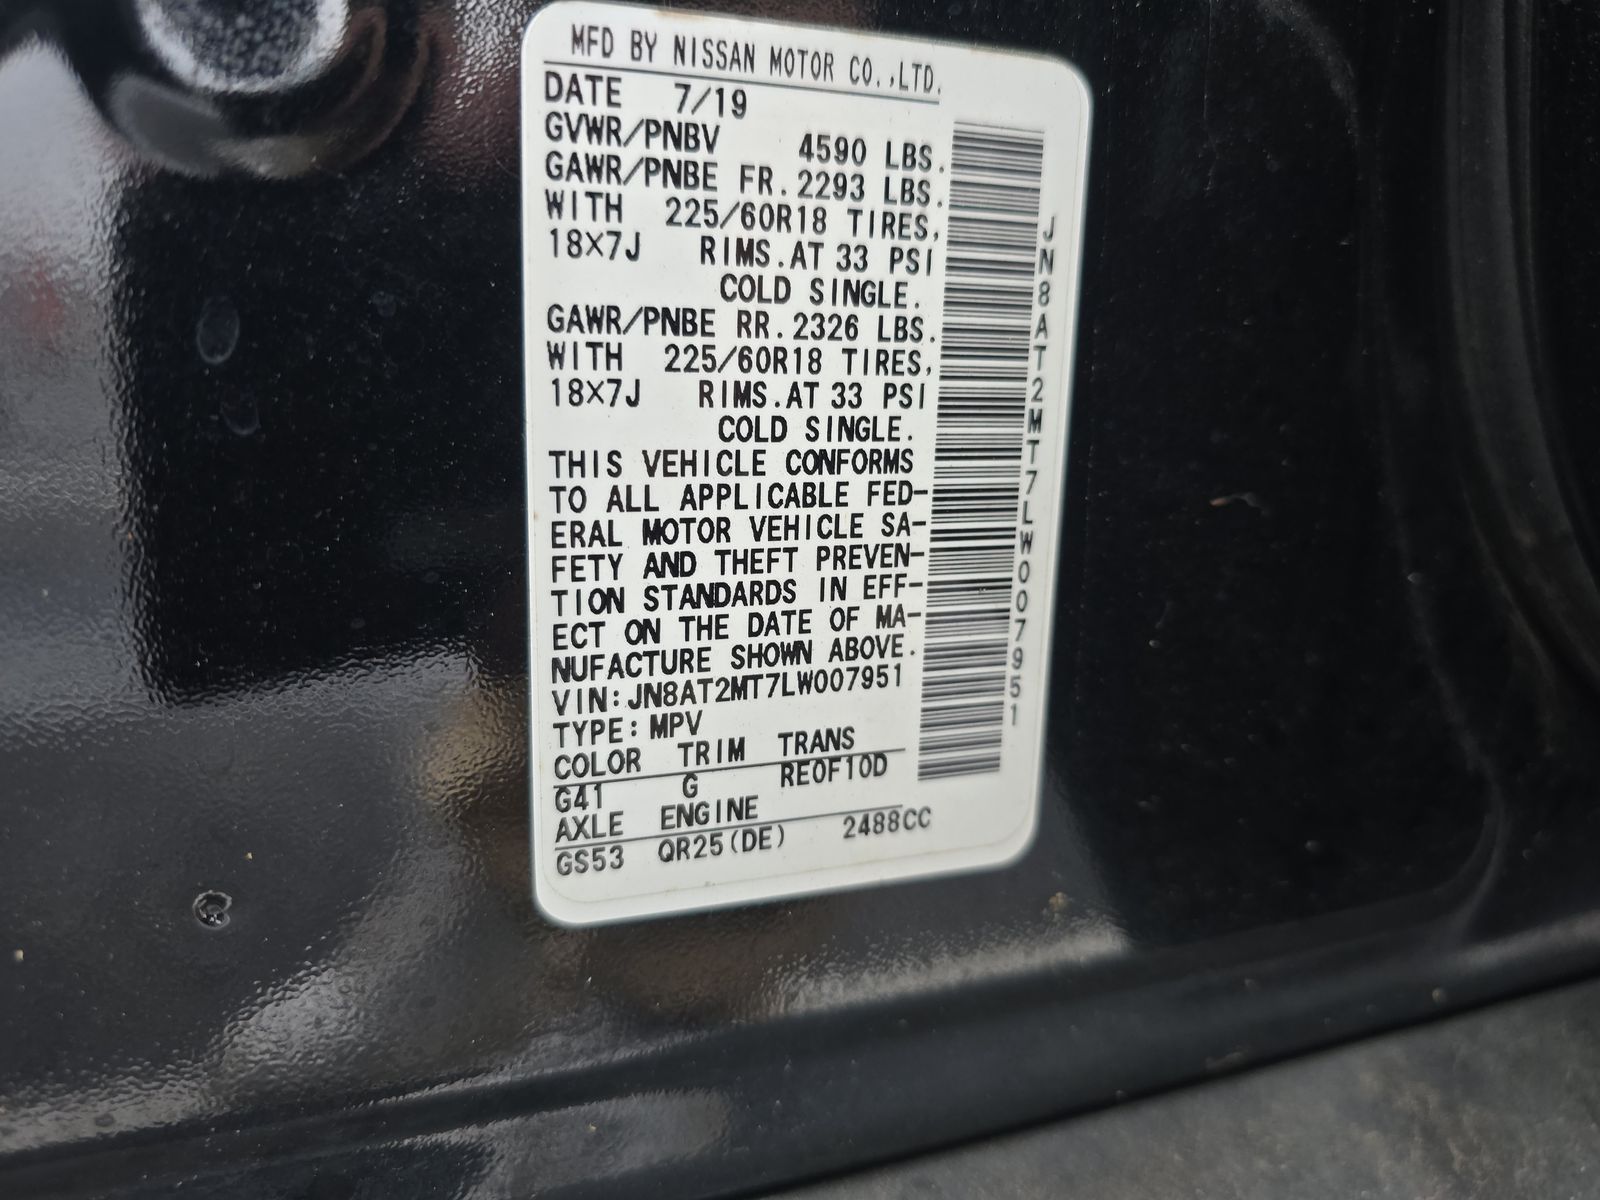 MFD BY NISSAN MOTOR CO.,LTD.
DATE 7/19
GVWR/PNBV 4590 LBS.
GAWR/PNBE FR. 2293 LBS.
WITH 225/60R18 TIRES,
18×7J RIMS.AT 33 PSI
COLD SINGLE.
GAWR/PNBE RR. 2326 LBS.
WITH 225/60R18 TIRES,
18×7J RIMS.AT 33 PSI
COLD SINGLE.
THIS VEHICLE CONFORMS
TO ALL APPLICABLE FED-
ERAL MOTOR VEHICLE SA-
FETY AND THEFT PREVEN-
TION STANDARDS IN EFF-
ECT ON THE DATE OF MA-
NUFACTURE SHOWN ABOVE.
VIN:JN8AT2MT7LW007951
TYPE: MPV
COLOR TRIM TRANS
G41 G RE0F10D
AXLE ENGINE
GS53 QR25(DE) 2488CC
JN8AT2MT7LW007951